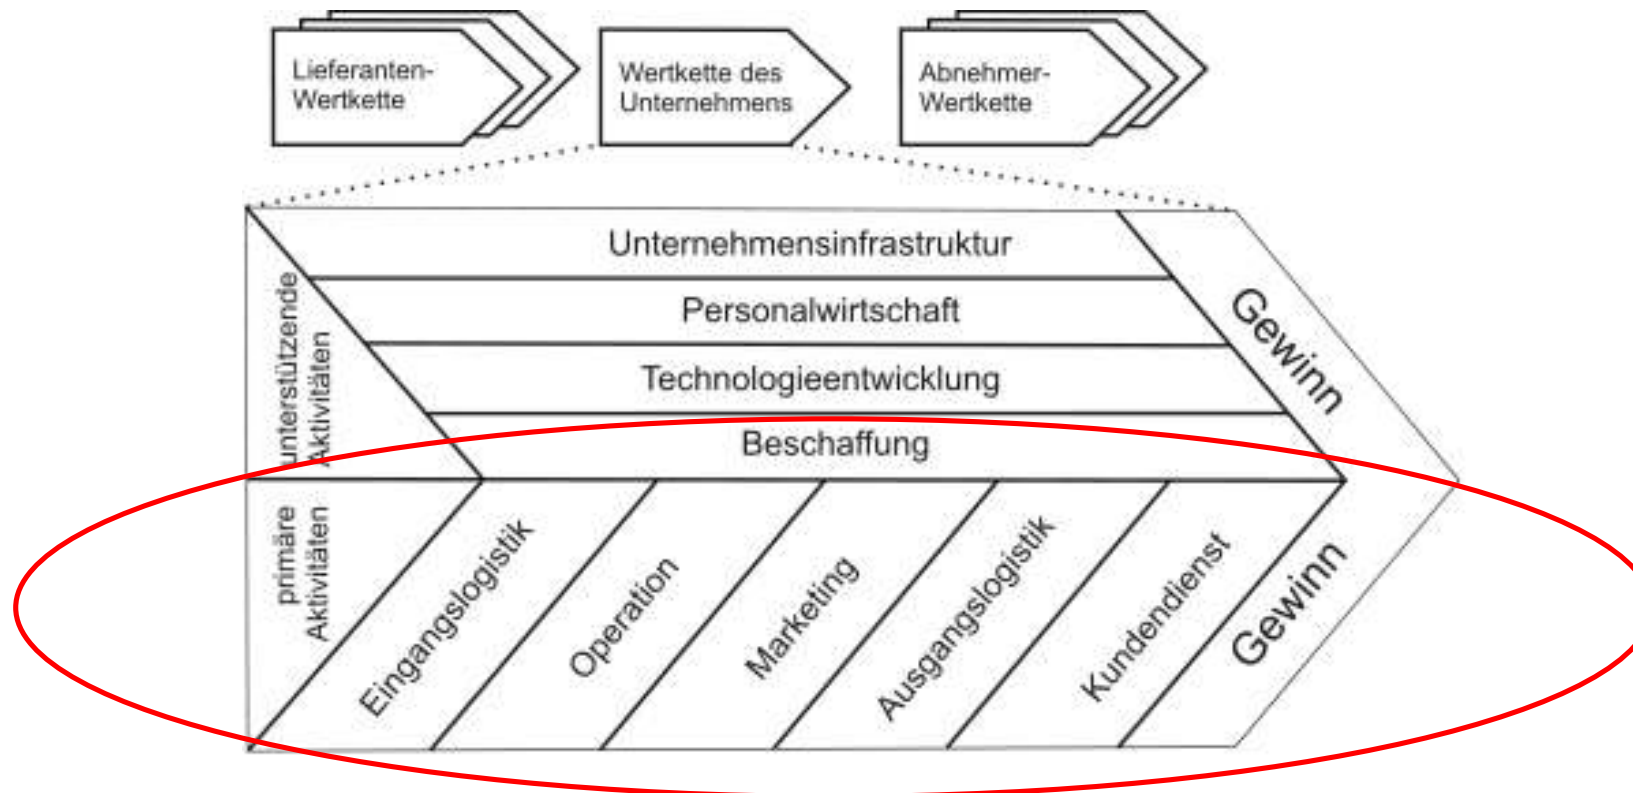 Lieferanten-
Wertkette
Wertkette des
Unternehmens
Abnehmer-
Wertkette
unterstützende
Aktivitäten
Unternehmensinfrastruktur
Personalwirtschaft
Technologieentwicklung
Beschaffung
Gewinn
primäre
Aktivitäten
Eingangslogistik
Operation
Marketing
Ausgangslogistik
Kundendienst
Gewinn